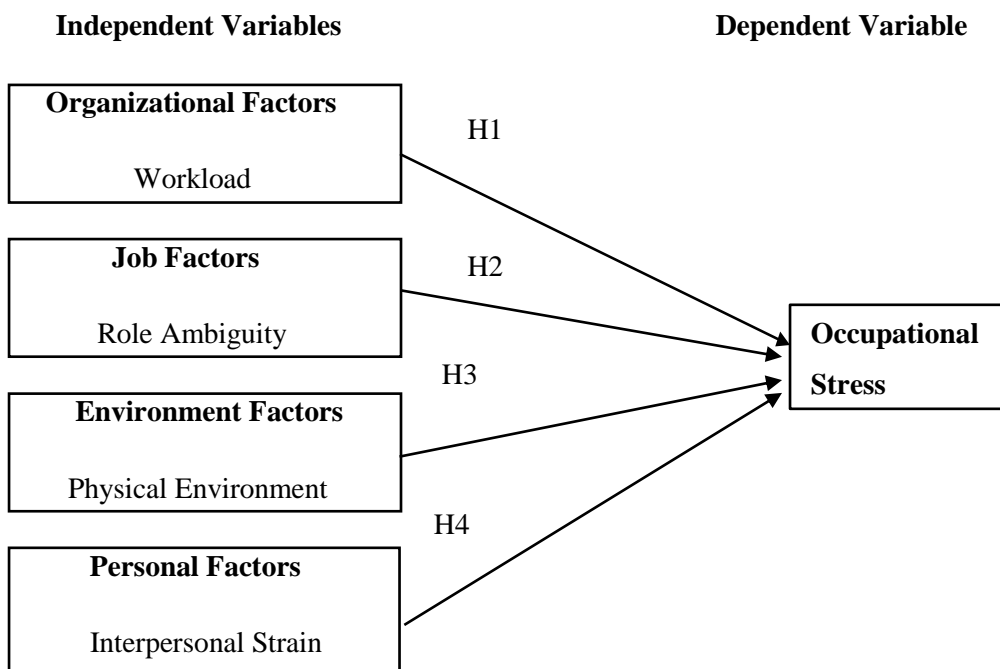 Independent Variables
Dependent Variable
Organizational Factors
Workload
H1
Job Factors
Role Ambiguity
H2
Environment Factors
Physical Environment
H3
Personal Factors
Interpersonal Strain
H4
Occupational
Stress